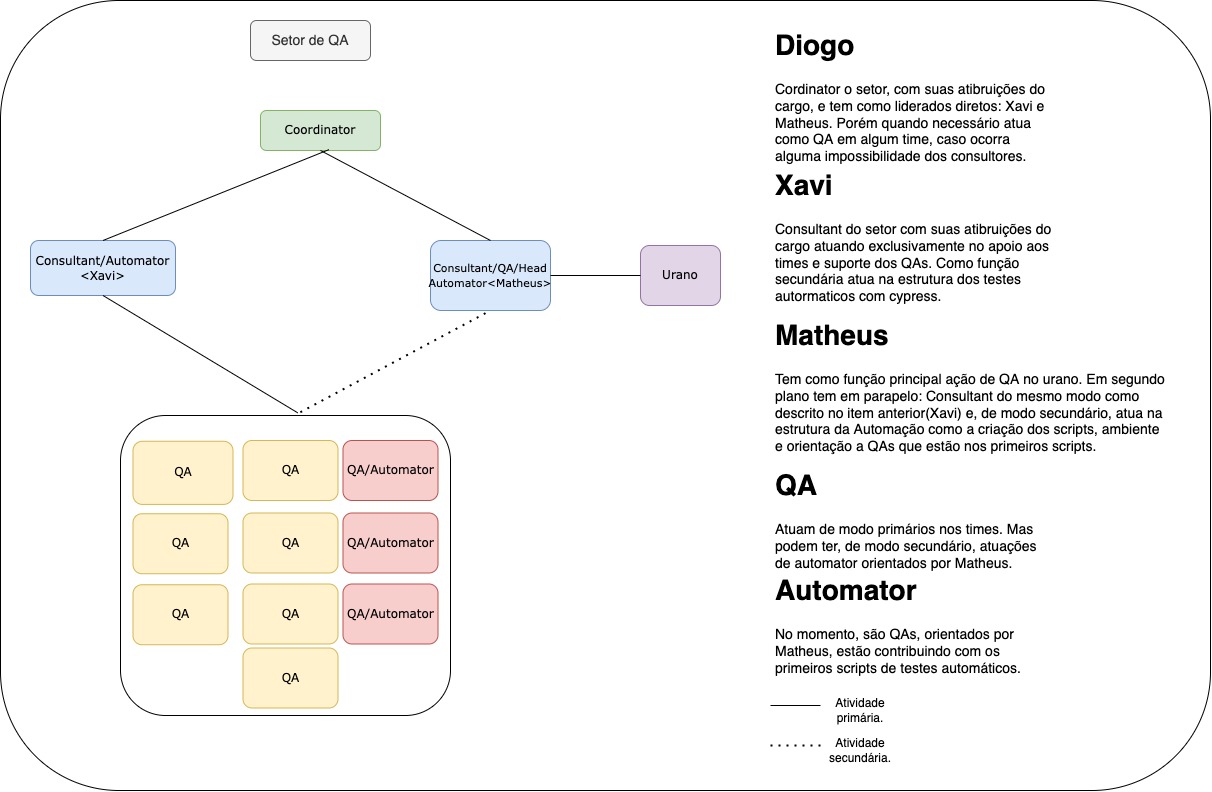 Setor de QA
Coordinator
Consultant/Automator
<Xavi>
Consultant/QA/Head
Automator<Matheus>
Urano
QA
QA
QA/Automator
QA
QA
QA/Automator
QA
QA
QA/Automator
QA
Diogo
Cordinator o setor, com suas atibruições do
cargo, e tem como liderados diretos: Xavi e
Matheus. Porém quando necessário atua
como QA em algum time, caso ocorra
alguma impossibilidade dos consultores.
Xavi
Consultant do setor com suas atibruições do
cargo atuando exclusivamente no apoio aos
times e suporte dos QAs. Como função
secundária atua na estrutura dos testes
autormaticos com cypress.
Matheus
Tem como função principal ação de QA no urano. Em segundo
plano tem em parapelo: Consultant do mesmo modo como
descrito no item anterior(Xavi) e, de modo secundário, atua na
estrutura da Automação como a criação dos scripts, ambiente
e orientação a QAs que estão nos primeiros scripts.
QA
Atuam de modo primários nos times. Mas
podem ter, de modo secundário, atuações
de automator orientados por Matheus.
Automator
No momento, são QAs, orientados por
Matheus, estão contribuindo com os
primeiros scripts de testes automáticos.
Atividade
primária.
Atividade
secundária.